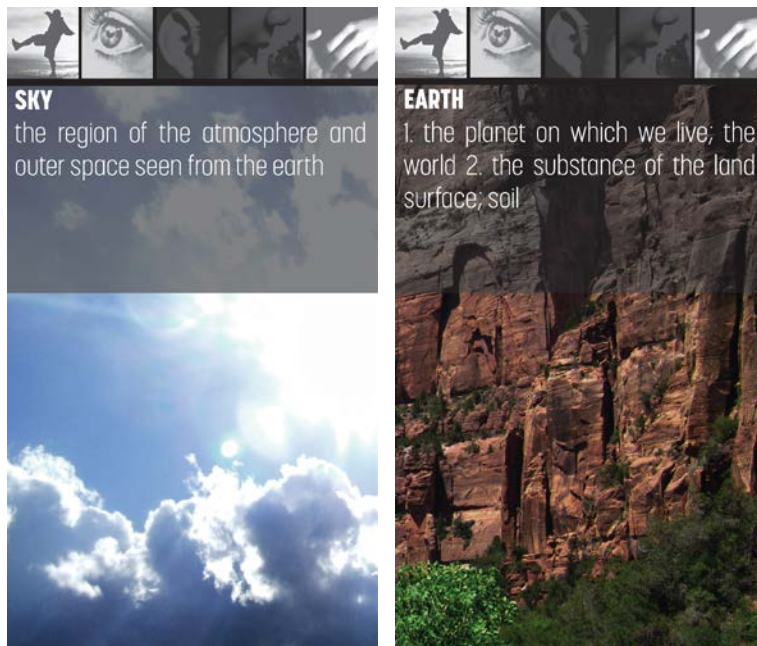 SKY
the region of the atmosphere and
outer space seen from the earth
EARTH
1. the planet on which we live; the
world 2. the substance of the land
surface; soil